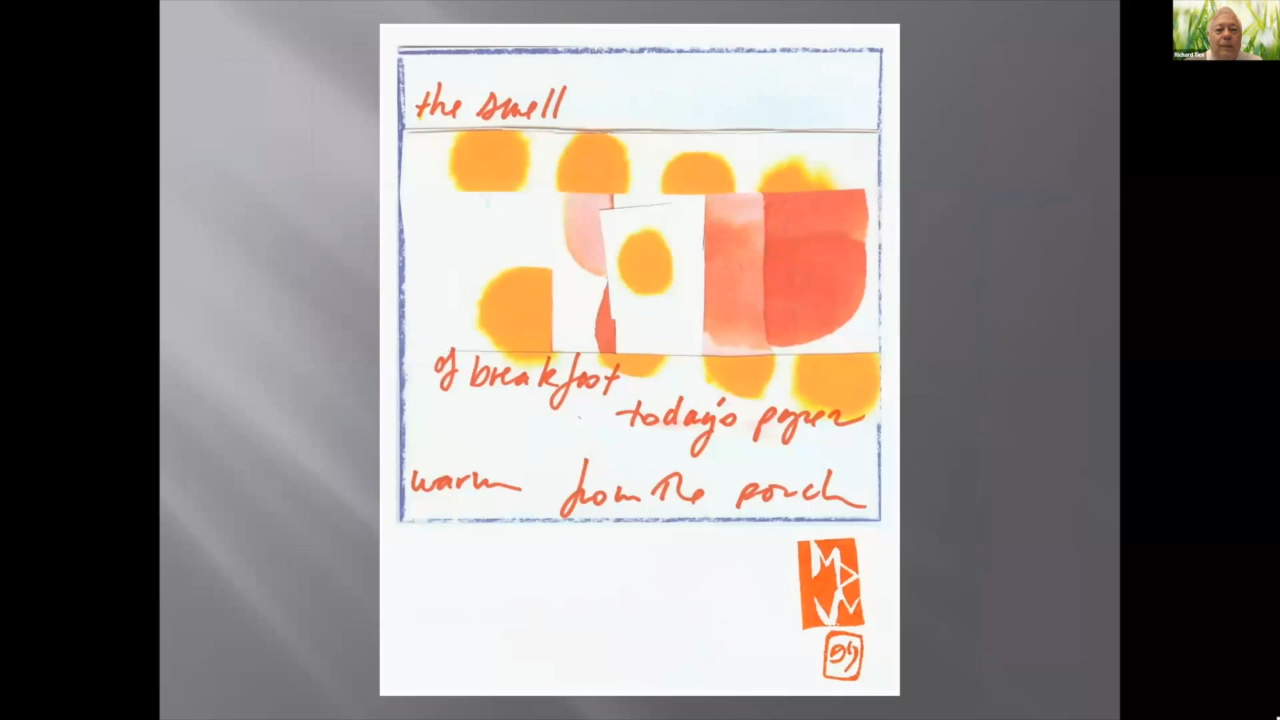 the smell
of breakfast
today's paper
warm from the porch